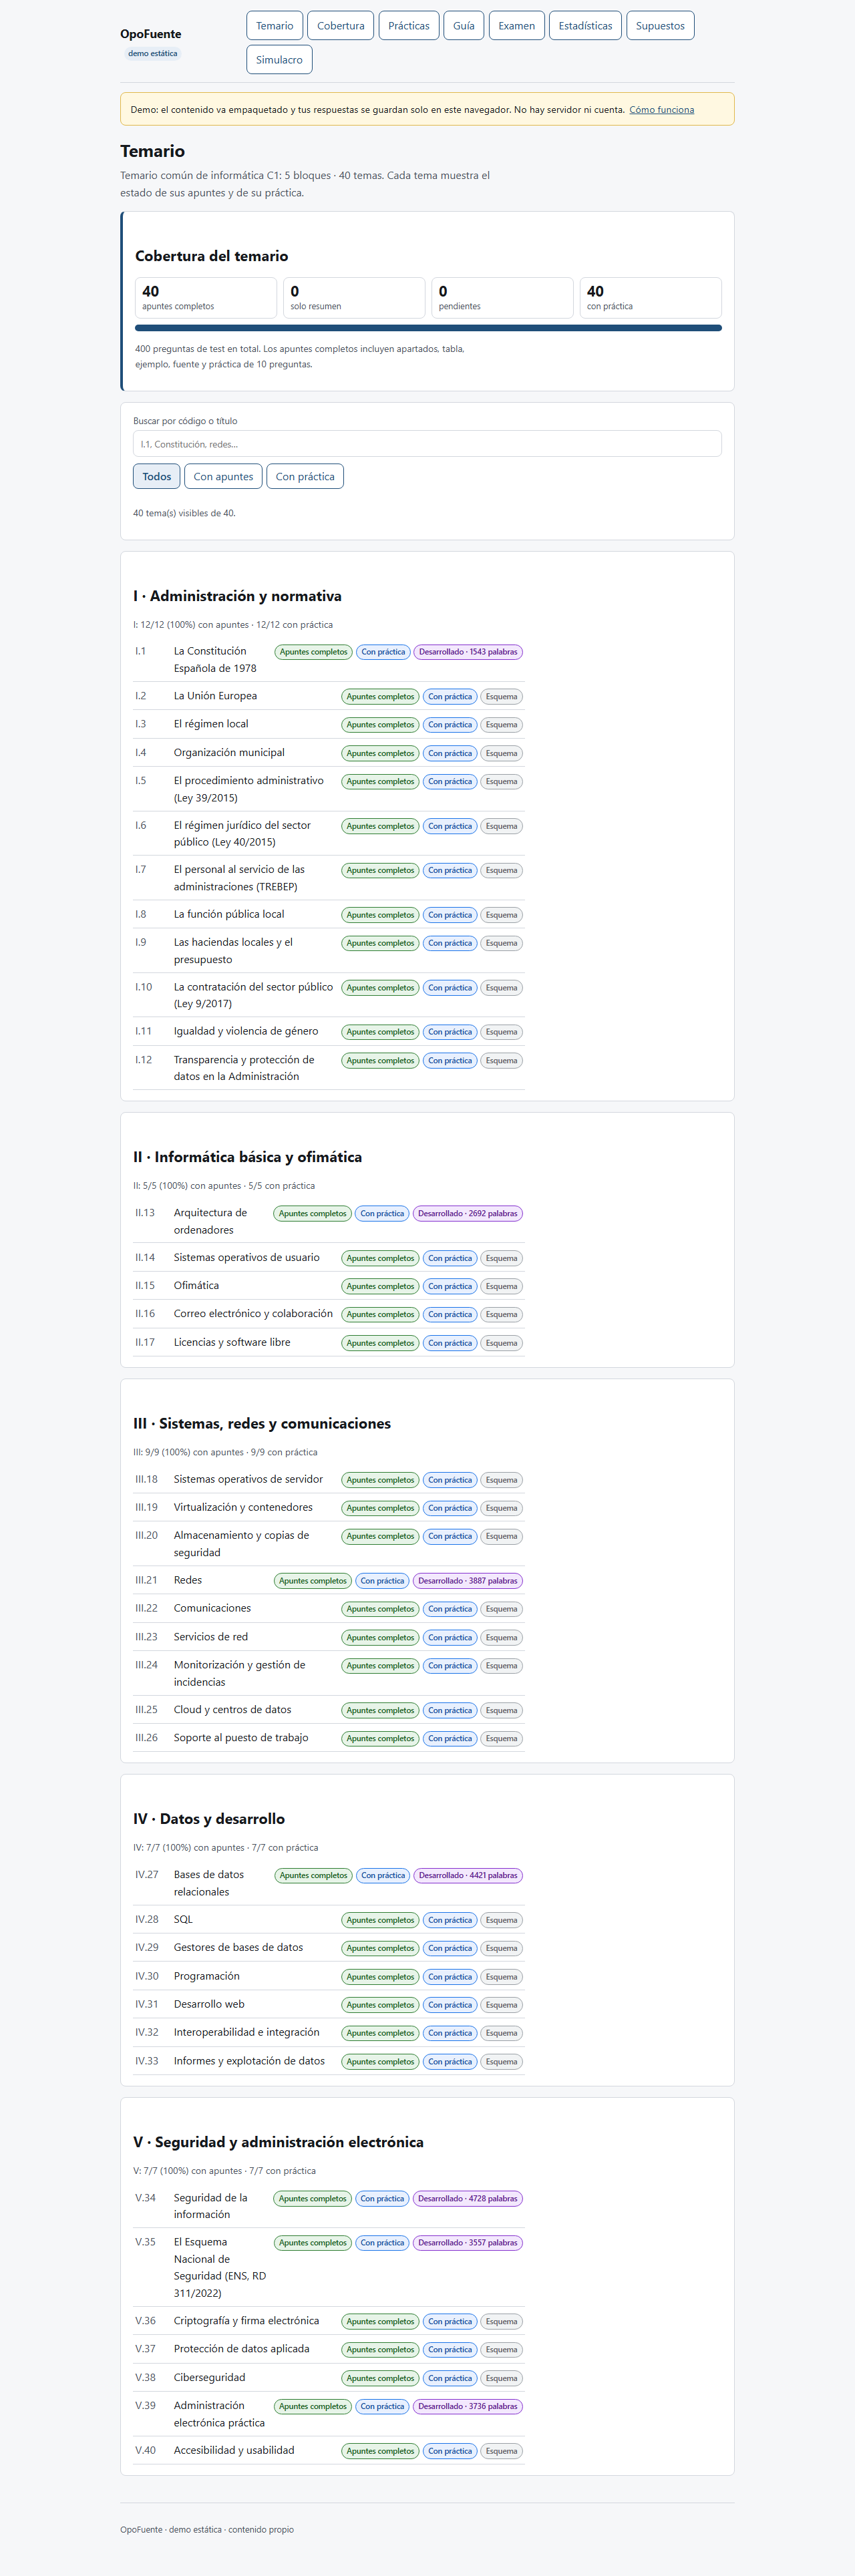 OpoFuente
demo estática
Temario
Cobertura
Prácticas
Guía
Examen
Estadísticas
Supuestos
Simulacro
Demo: el contenido va empaquetado y tus respuestas se guardan solo en este navegador. No hay servidor ni cuenta. Cómo funciona
Temario
Temario común de informática C1: 5 bloques · 40 temas. Cada tema muestra el
estado de sus apuntes y de su práctica.
Cobertura del temario
40
apuntes completos
0
solo resumen
0
pendientes
40
con práctica
400 preguntas de test en total. Los apuntes completos incluyen apartados, tabla,
ejemplo, fuente y práctica de 10 preguntas.
Buscar por código o título
I.1, Constitución, redes...
Todos
Con apuntes
Con práctica
40 tema(s) visibles de 40.
I · Administración y normativa
I: 12/12 (100%) con apuntes · 12/12 con práctica
I.1 La Constitución Apuntes completos Con práctica Desarrollado · 1543 palabras
Española de 1978
I.2 La Unión Europea Apuntes completos Con práctica Esquema
I.3 El régimen local Apuntes completos Con práctica Esquema
I.4 Organización municipal Apuntes completos Con práctica Esquema
I.5 El procedimiento administrativo Apuntes completos Con práctica Esquema
(Ley 39/2015)
I.6 El régimen jurídico del sector Apuntes completos Con práctica Esquema
público (Ley 40/2015)
I.7 El personal al servicio de las Apuntes completos Con práctica Esquema
administraciones (TREBEP)
I.8 La función pública local Apuntes completos Con práctica Esquema
I.9 Las haciendas locales y el Apuntes completos Con práctica Esquema
presupuesto
I.10 La contratación del sector público Apuntes completos Con práctica Esquema
(Ley 9/2017)
I.11 Igualdad y violencia de género Apuntes completos Con práctica Esquema
I.12 Transparencia y protección de Apuntes completos Con práctica Esquema
datos en la Administración
II · Informática básica y ofimática
II: 5/5 (100%) con apuntes · 5/5 con práctica
II.13 Arquitectura de Apuntes completos Con práctica Desarrollado · 2692 palabras
ordenadores
II.14 Sistemas operativos de usuario Apuntes completos Con práctica Esquema
II.15 Ofimática Apuntes completos Con práctica Esquema
II.16 Correo electrónico y colaboración Apuntes completos Con práctica Esquema
II.17 Licencias y software libre Apuntes completos Con práctica Esquema
III · Sistemas, redes y comunicaciones
III: 9/9 (100%) con apuntes · 9/9 con práctica
III.18 Sistemas operativos de servidor Apuntes completos Con práctica Esquema
III.19 Virtualización y contenedores Apuntes completos Con práctica Esquema
III.20 Almacenamiento y copias de Apuntes completos Con práctica Esquema
seguridad
III.21 Redes Apuntes completos Con práctica Desarrollado · 3887 palabras
III.22 Comunicaciones Apuntes completos Con práctica Esquema
III.23 Servicios de red Apuntes completos Con práctica Esquema
III.24 Monitorización y gestión de Apuntes completos Con práctica Esquema
incidencias
III.25 Cloud y centros de datos Apuntes completos Con práctica Esquema
III.26 Soporte al puesto de trabajo Apuntes completos Con práctica Esquema
IV · Datos y desarrollo
IV: 7/7 (100%) con apuntes · 7/7 con práctica
IV.27 Bases de datos Apuntes completos Con práctica Desarrollado · 4421 palabras
relacionales
IV.28 SQL Apuntes completos Con práctica Esquema
IV.29 Gestores de bases de datos Apuntes completos Con práctica Esquema
IV.30 Programación Apuntes completos Con práctica Esquema
IV.31 Desarrollo web Apuntes completos Con práctica Esquema
IV.32 Interoperabilidad e integración Apuntes completos Con práctica Esquema
IV.33 Informes y explotación de datos Apuntes completos Con práctica Esquema
V · Seguridad y administración electrónica
V: 7/7 (100%) con apuntes · 7/7 con práctica
V.34 Seguridad de la Apuntes completos Con práctica Desarrollado · 4728 palabras
información
V.35 El Esquema Apuntes completos Con práctica Desarrollado · 3557 palabras
Nacional de
Seguridad (ENS, RD
311/2022)
V.36 Criptografía y firma electrónica Apuntes completos Con práctica Esquema
V.37 Protección de datos aplicada Apuntes completos Con práctica Esquema
V.38 Ciberseguridad Apuntes completos Con práctica Esquema
V.39 Administración Apuntes completos Con práctica Desarrollado · 3736 palabras
electrónica práctica
V.40 Accesibilidad y usabilidad Apuntes completos Con práctica Esquema
OpoFuente · demo estática · contenido propio